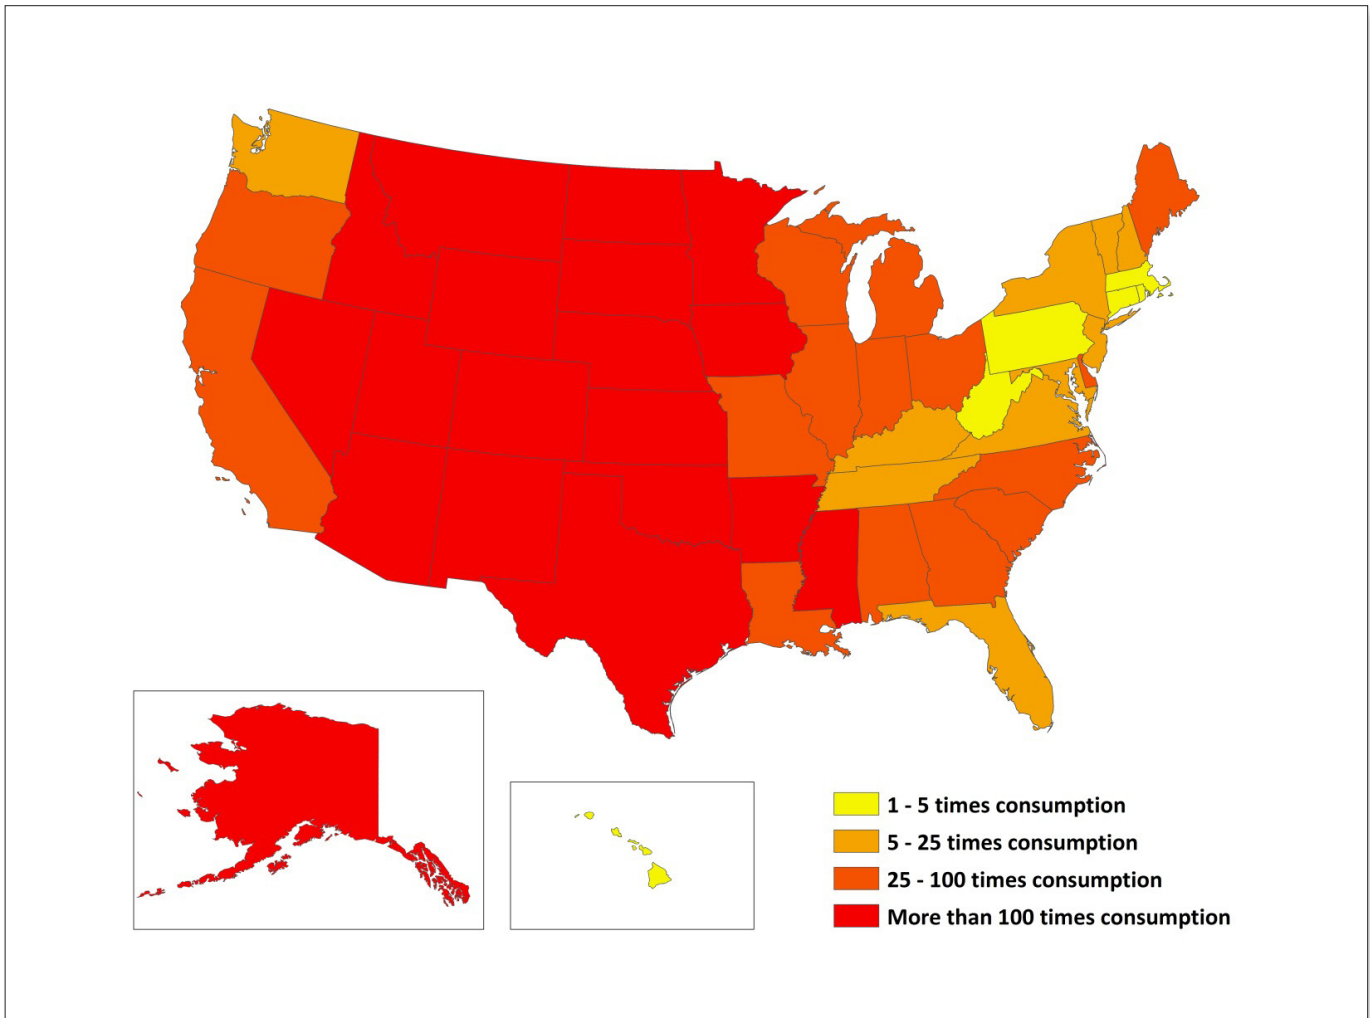 1 - 5 times consumption
5 - 25 times consumption
25 - 100 times consumption
More than 100 times consumption